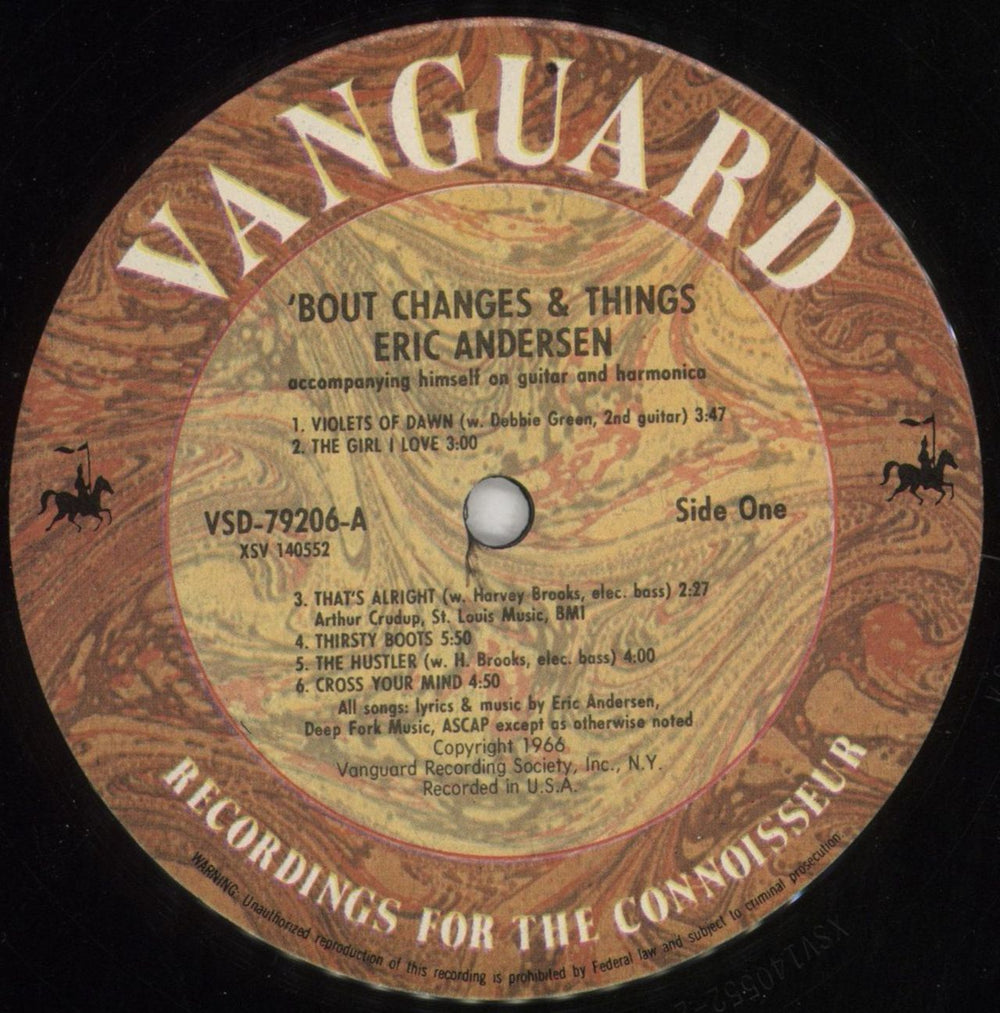 VANGUARD
'BOUT CHANGES & THINGS
ERIC ANDERSEN
accompanying himself on guitar and harmonica
1. VIOLETS OF DAWN (w. Debbie Green, 2nd guitar) 3:47
2. THE GIRL I LOVE 3:00
VSD-79206-A
XSV 140552
Side One
3. THAT'S ALRIGHT (w. Harvey Brooks, elec. bass) 2:27
Arthur Crudup, St. Louis Music, BMI
4. THIRSTY BOOTS 5:50
5. THE HUSTLER (w. H. Brooks, elec. bass) 4:00
6. CROSS YOUR MIND 4:50
All songs: lyrics & music by Eric Andersen,
Deep Fork Music, ASCAP except as otherwise noted
Copyright 1966
Vanguard Recording Society, Inc., N.Y.
Recorded in U.S.A.
RECORDINGS FOR THE CONNOISSEUR
WARNING: Unauthorized reproduction of this recording is prohibited by Federal law and subject to criminal prosecution.